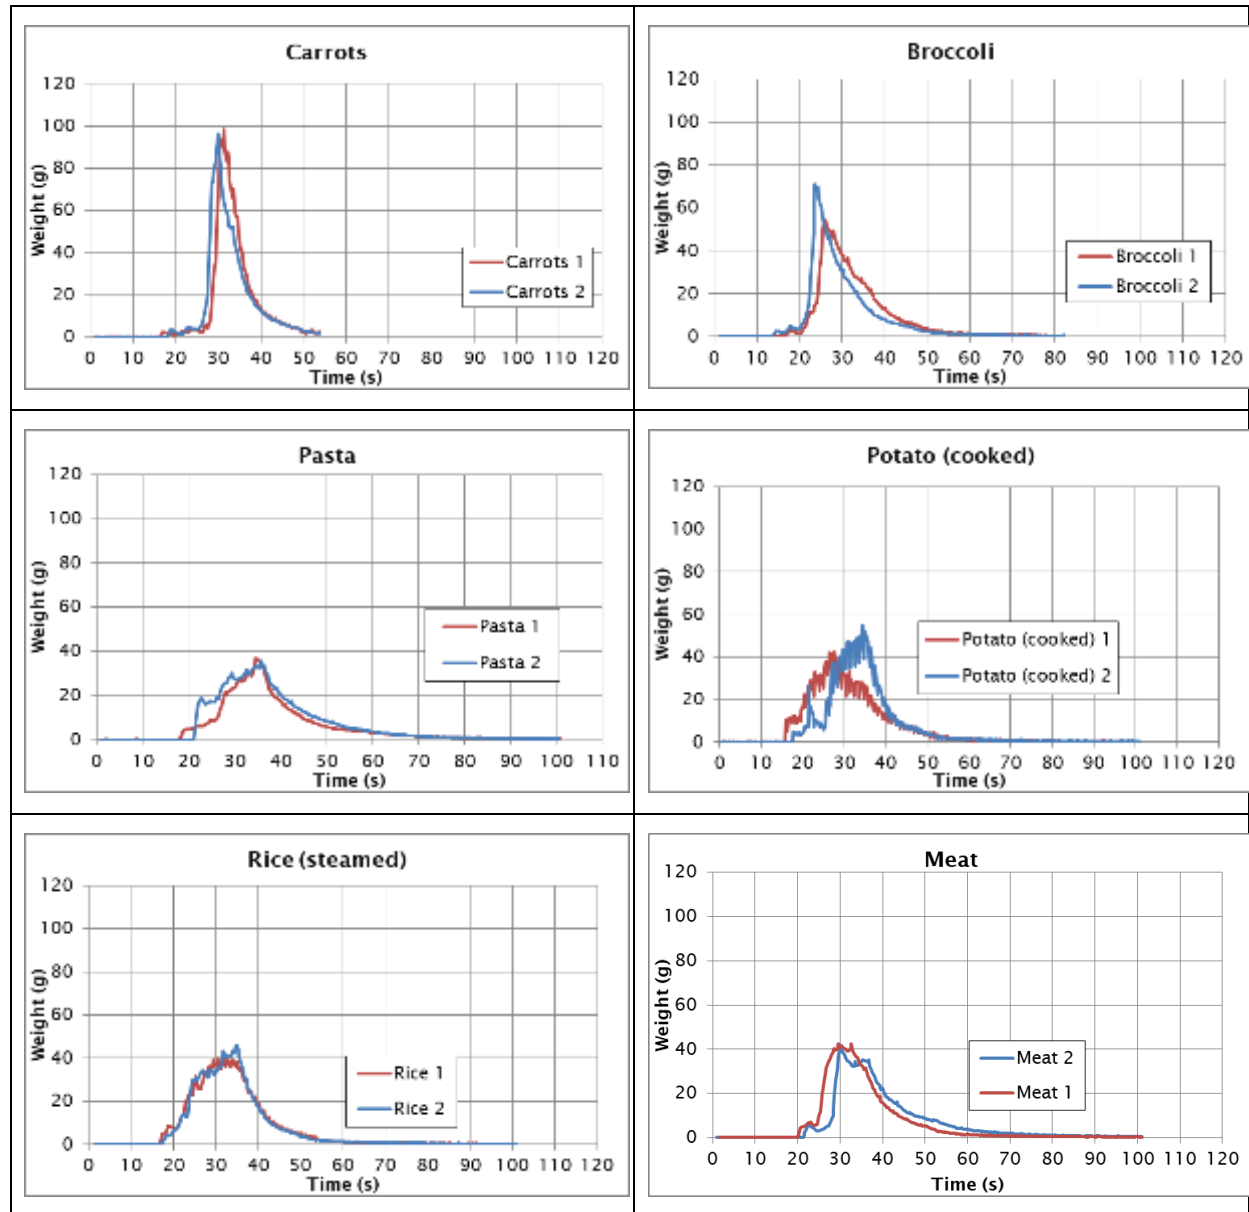 Carrots
120
100
80
60
40
20
0
Weight (g)
0 10 20 30 40 50 60 70 80 90 100 110 120
Time (s)
Carrots 1
Carrots 2
Broccoli
120
100
80
60
40
20
0
Weight (g)
0 10 20 30 40 50 60 70 80 90 100 110 120
Time (s)
Broccoli 1
Broccoli 2
Pasta
120
100
80
60
40
20
0
Weight (g)
0 10 20 30 40 50 60 70 80 90 100 110
Time (s)
Pasta 1
Pasta 2
Potato (cooked)
120
100
80
60
40
20
0
Weight (g)
0 10 20 30 40 50 60 70 80 90 100 110 120
Time (s)
Potato (cooked) 1
Potato (cooked) 2
Rice (steamed)
120
100
80
60
40
20
0
Weight (g)
0 10 20 30 40 50 60 70 80 90 100 110 120
Time (s)
Rice 1
Rice 2
Meat
120
100
80
60
40
20
0
Weight (g)
0 10 20 30 40 50 60 70 80 90 100 110 120
Time (s)
Meat 2
Meat 1